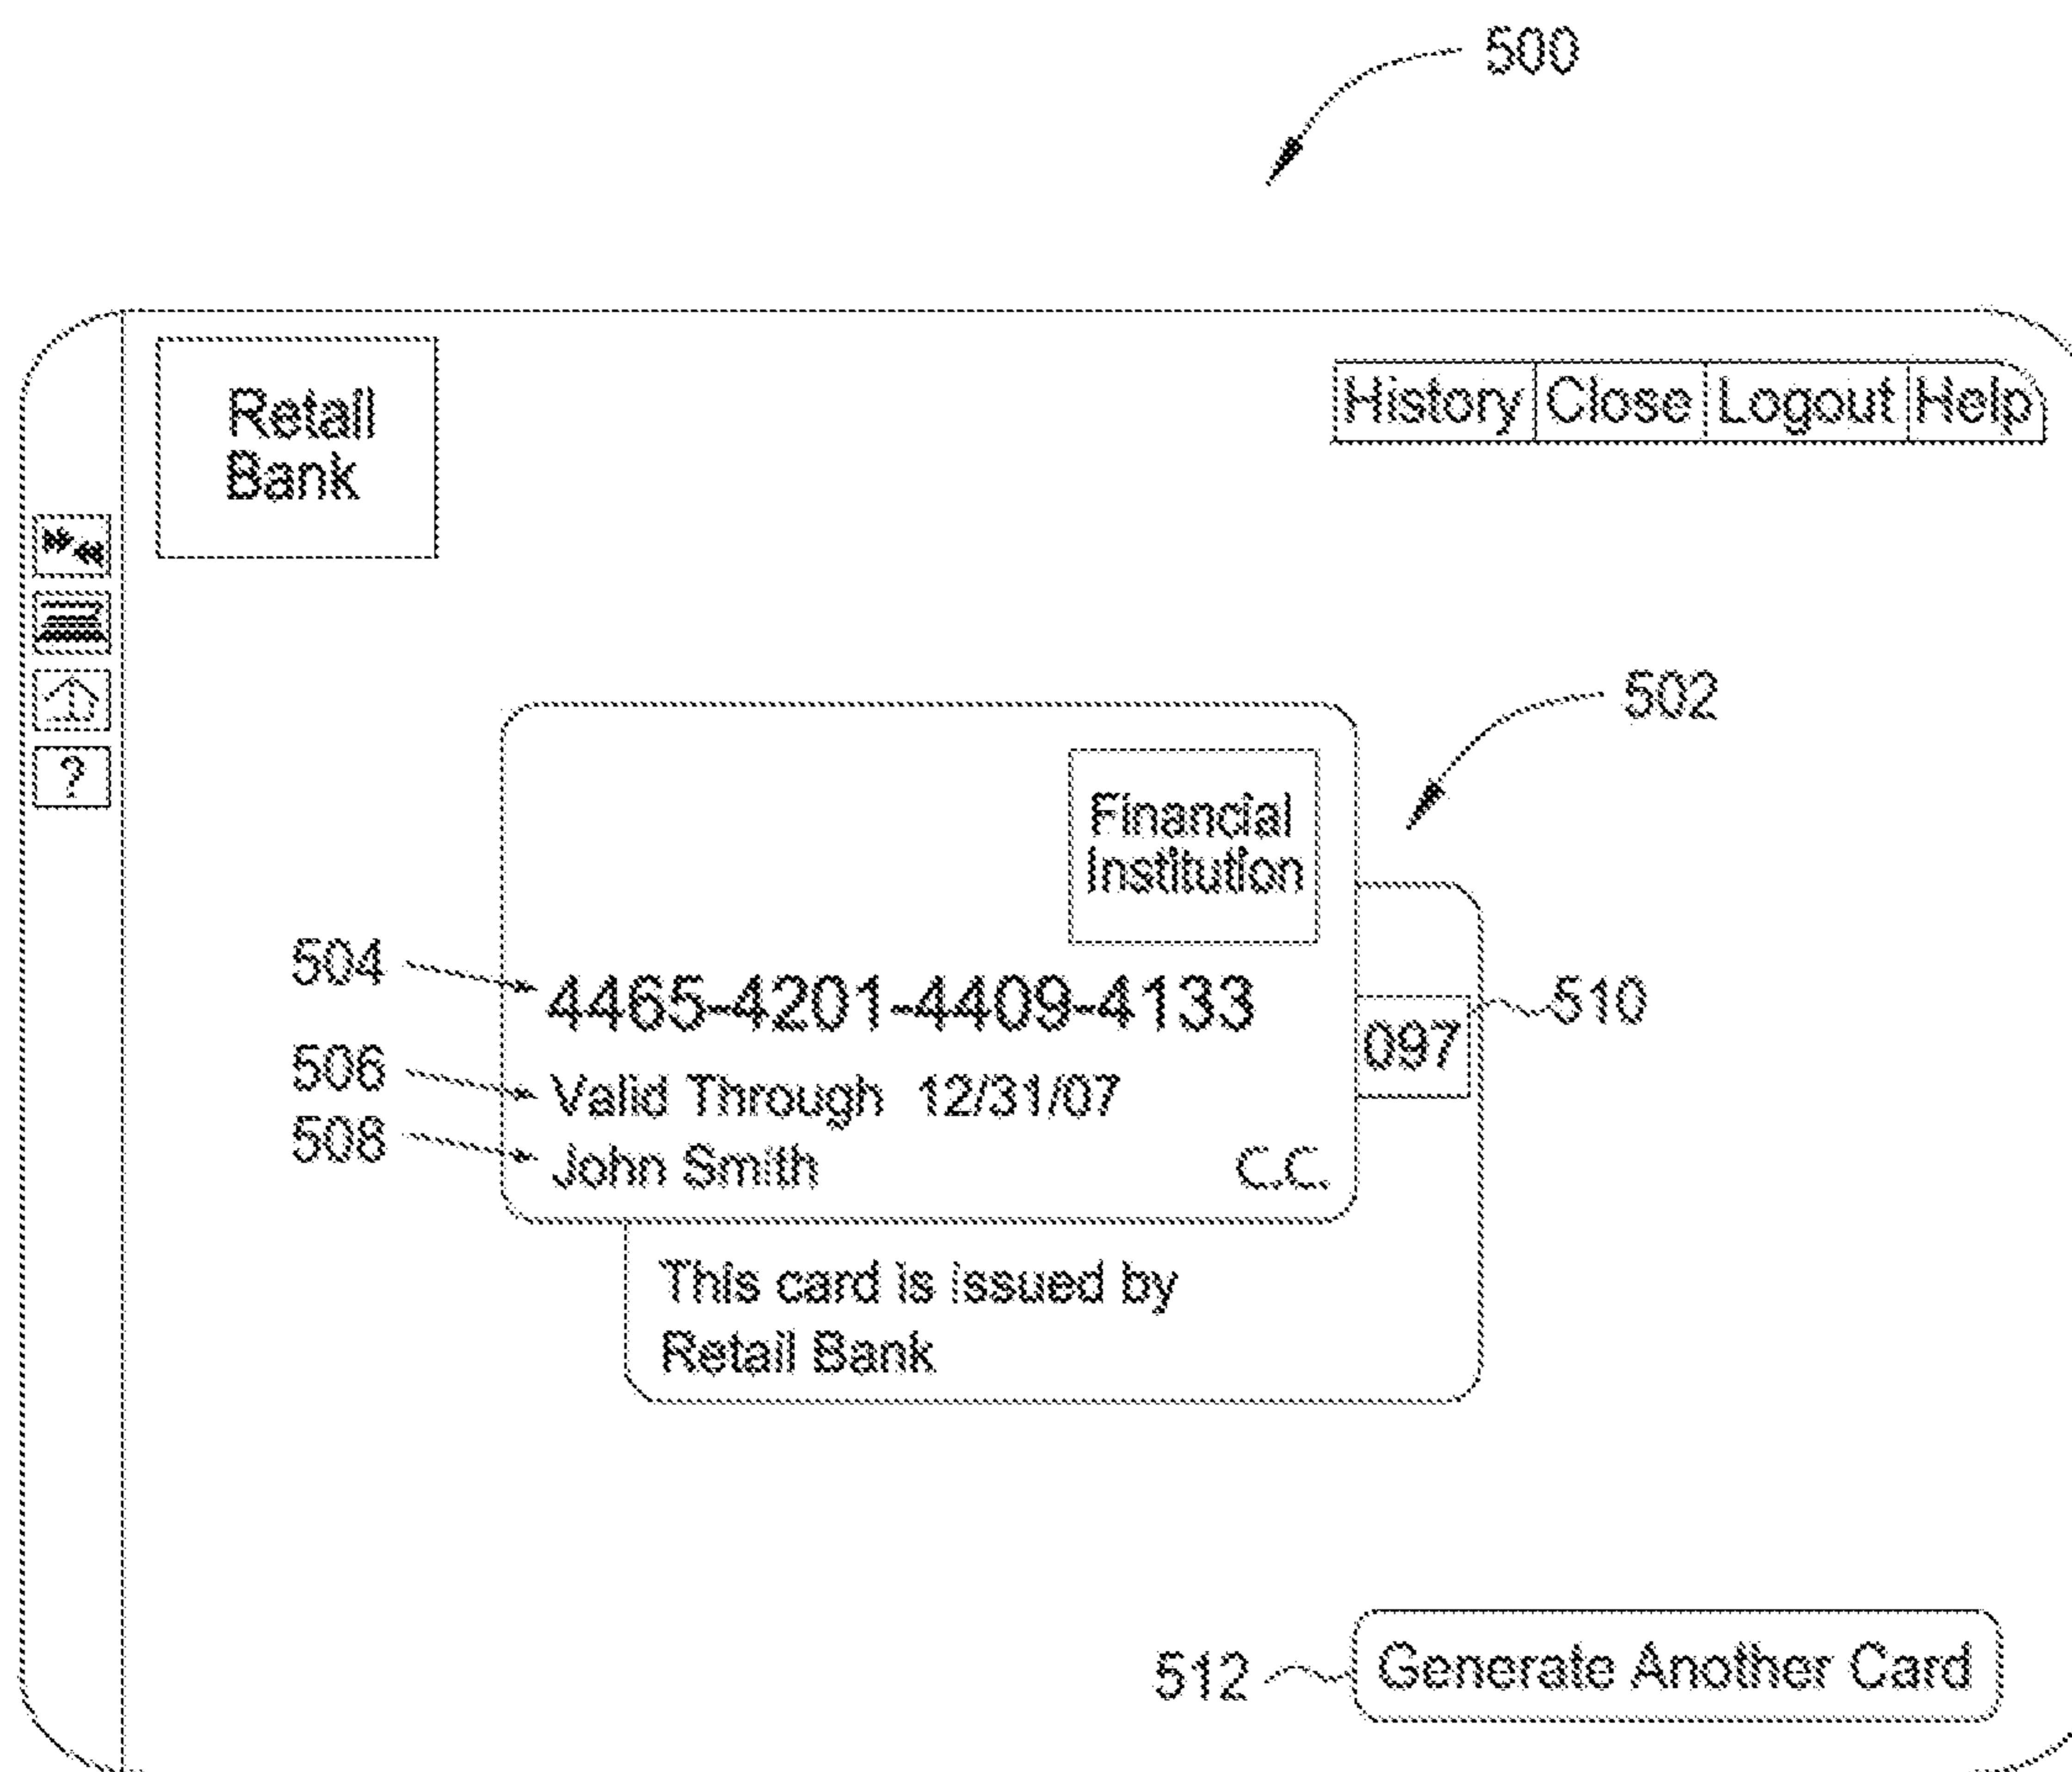 500
Retail
Bank
History Close Logout Help
?
502
Financial
Institution
504
4465-4201-4409-4133
510
097
506
Valid Through 12/31/07
508
John Smith
C.C.
This card is issued by
Retail Bank
512
Generate Another Card